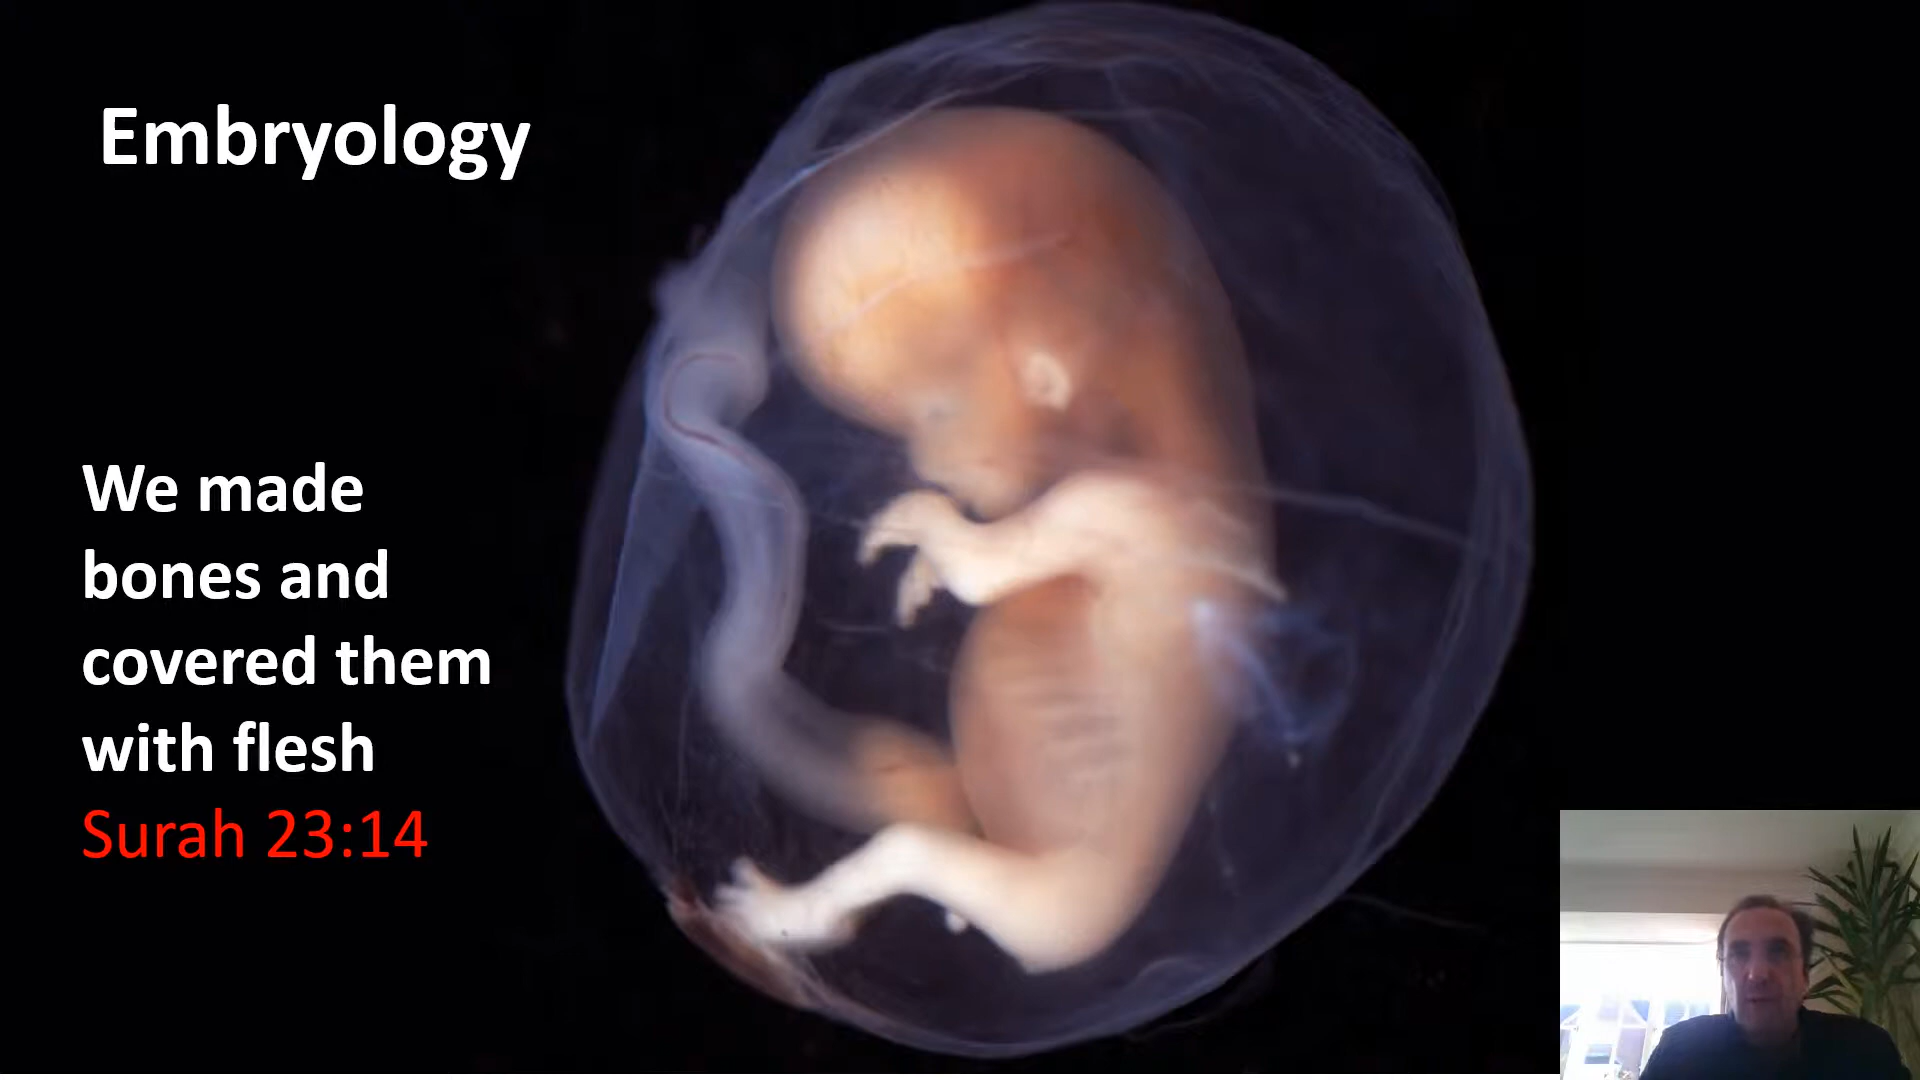 Embryology
We made
bones and
covered them
with flesh
Surah 23:14